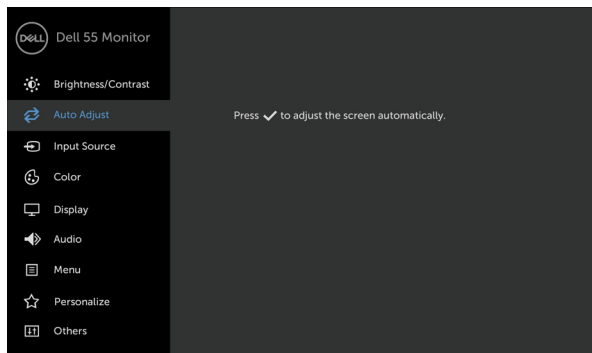 DELL
Dell 55 Monitor
Brightness/Contrast
Auto Adjust
Press ✓ to adjust the screen automatically.
Input Source
Color
Display
Audio
Menu
Personalize
Others